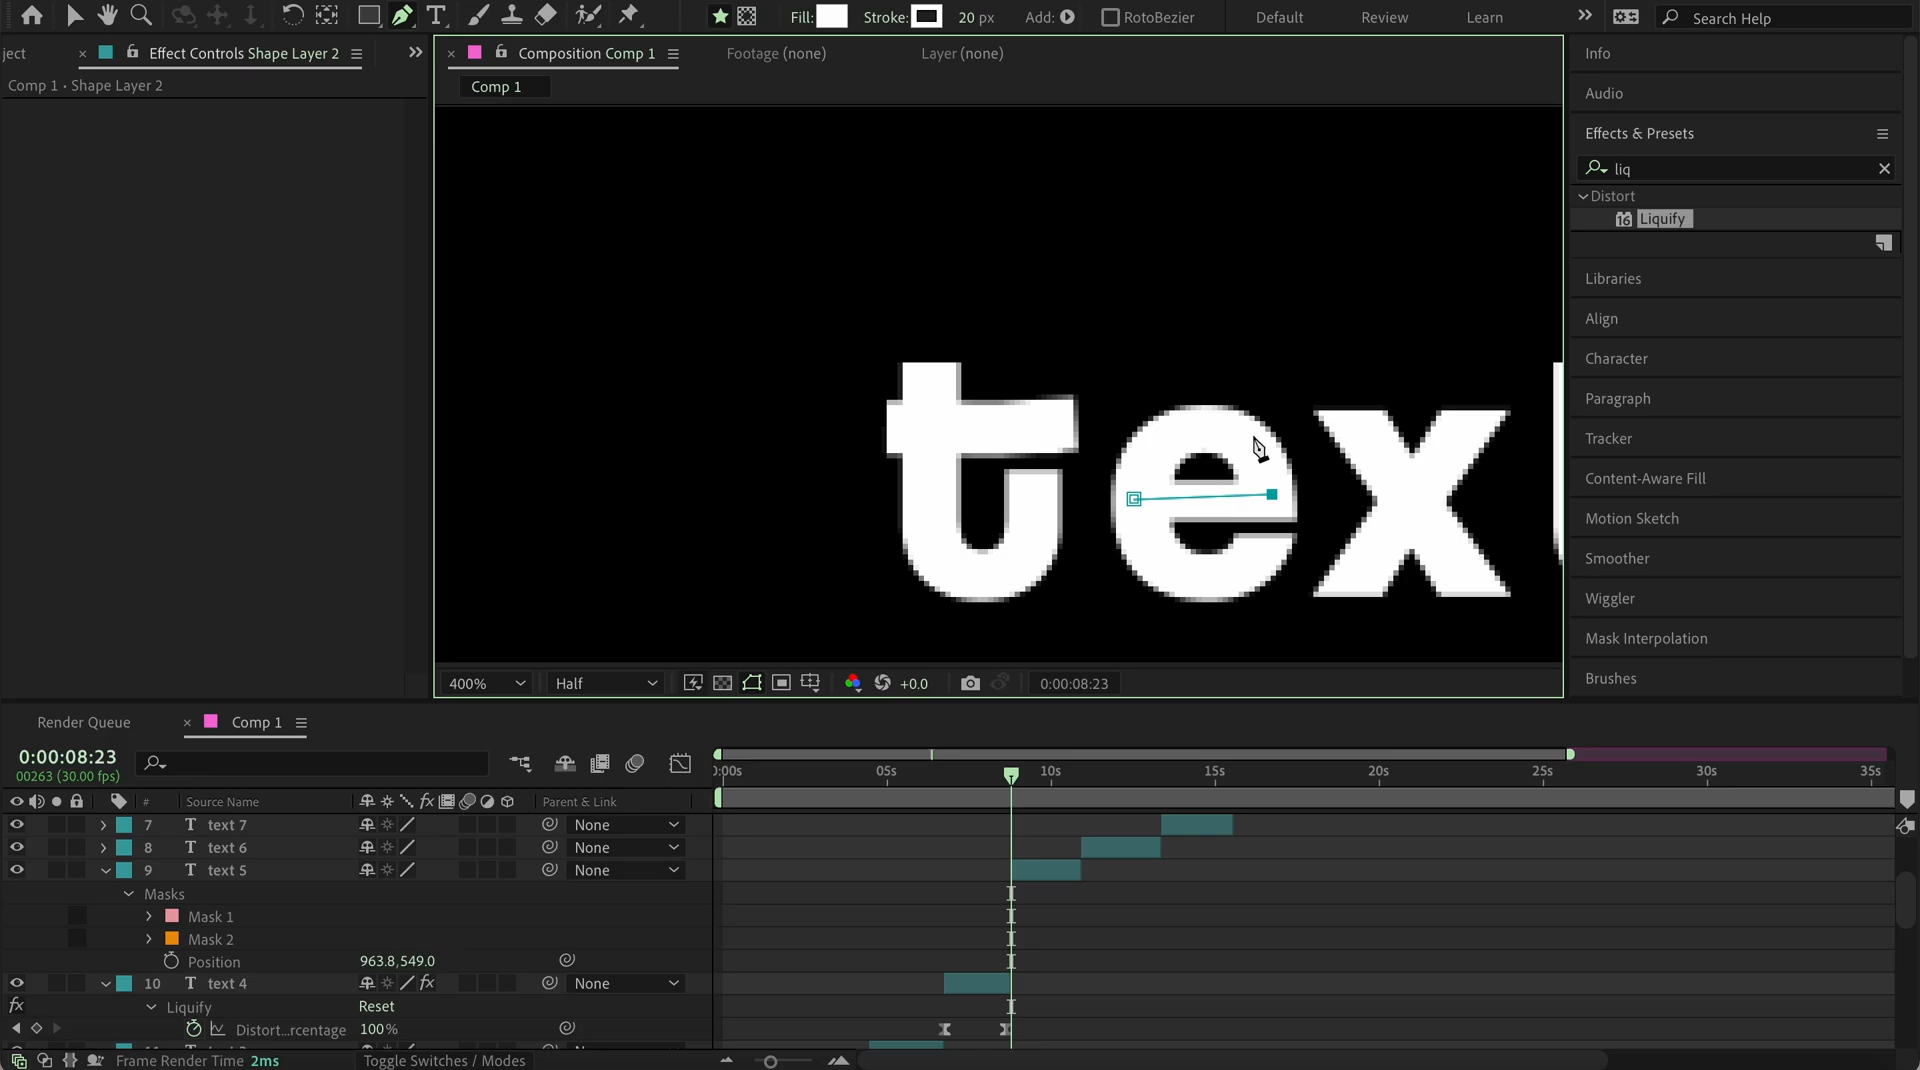 Fill:
Stroke:
20 px
Add:
RotoBezier
Default
Review
Learn
Search Help
ject
Effect Controls Shape Layer 2
Composition Comp 1
Footage (none)
Layer (none)
Info
Comp 1 • Shape Layer 2
Comp 1
Audio
Effects & Presets
liq
Distort
16 Liquify
Libraries
Align
Character
Paragraph
Tracker
Content-Aware Fill
Motion Sketch
Smoother
Wiggler
Mask Interpolation
Brushes
tex
400%
Half
+0.0
0:00:08:23
Render Queue
Comp 1
0:00:08:23
00263 (30.00 fps)
05s
10s
15s
20s
25s
30s
35s
#
Source Name
fx
Parent & Link
7 T text 7
None
8 T text 6
None
9 T text 5
None
Masks
Mask 1
Mask 2
Position
963.8,549.0
10 T text 4
fx
None
fx
Liquify
Reset
Distort...rcentage
100%
Frame Render Time 2ms
Toggle Switches / Modes